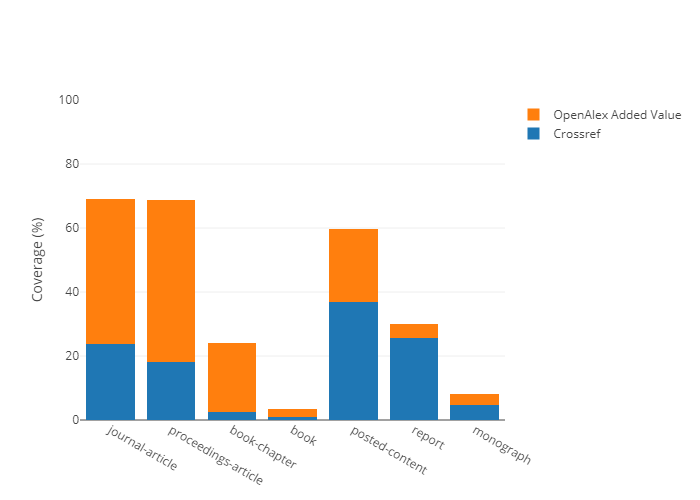 100
80
60
40
20
0
Coverage (%)
journal-article
proceedings-article
book-chapter
book
posted-content
report
monograph
OpenAlex Added Value
Crossref